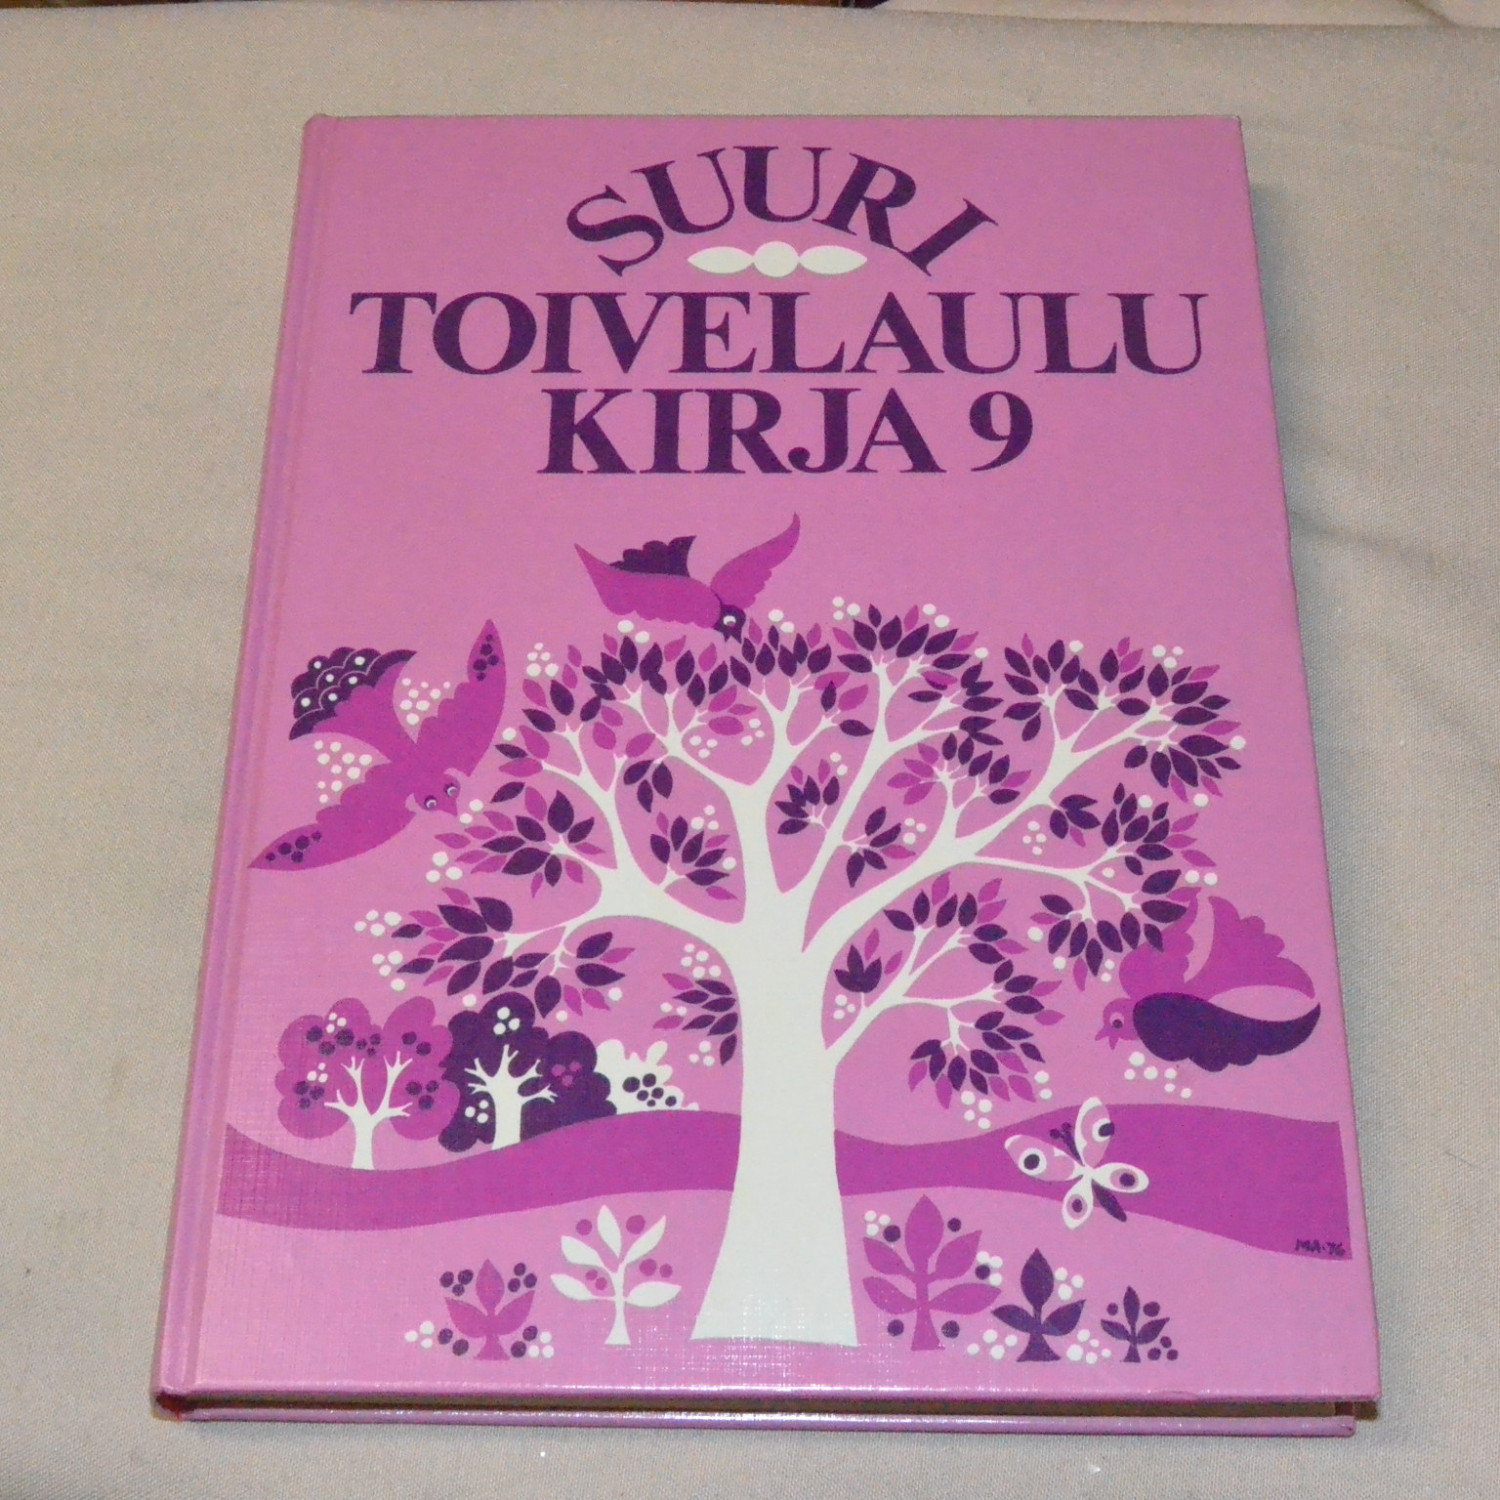 SUURI
TOIVELAULU
KIRJA 9
MA·76